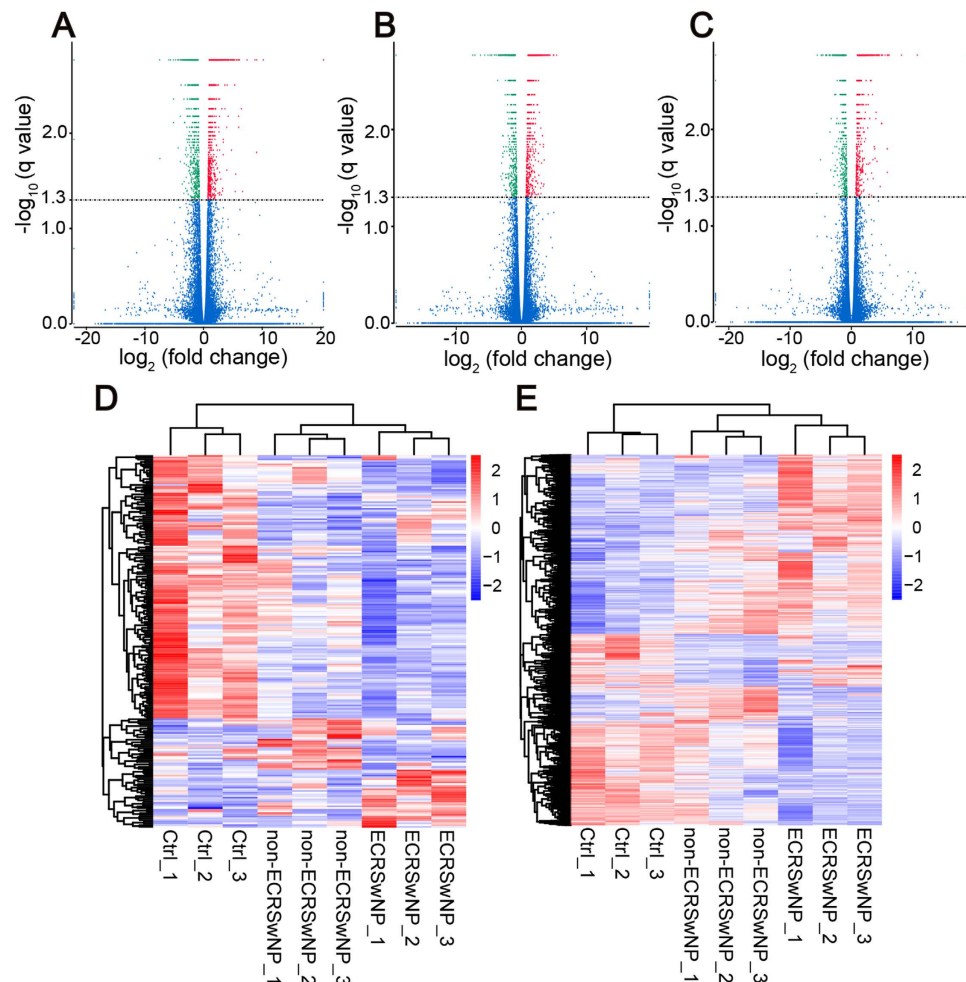 A
B
C
-log10 (q value)
2.0
1.3
1.0
0.0
-20
-10
0
10
20
log2 (fold change)
-log10 (q value)
2.0
1.3
1.0
0.0
-10
0
10
log2 (fold change)
-log10 (q value)
2.0
1.3
1.0
0.0
-20
-10
0
10
log2 (fold change)
D
2
1
0
−1
−2
Ctrl_1
Ctrl_2
Ctrl_3
non-ECRSwNP_1
non-ECRSwNP_2
non-ECRSwNP_3
ECRSwNP_1
ECRSwNP_2
ECRSwNP_3
E
2
1
0
−1
−2
Ctrl_1
Ctrl_2
Ctrl_3
non-ECRSwNP_1
non-ECRSwNP_2
non-ECRSwNP_3
ECRSwNP_1
ECRSwNP_2
ECRSwNP_3